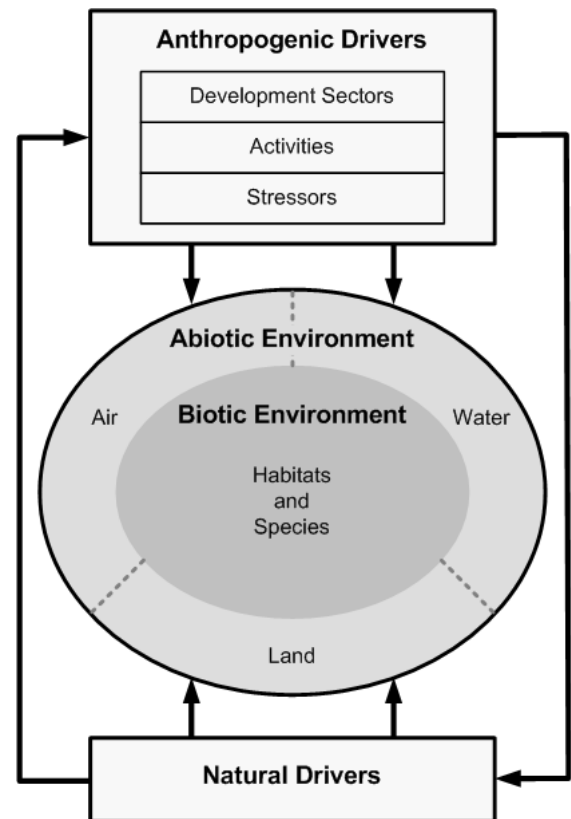 Anthropogenic Drivers
Development Sectors
Activities
Stressors
Abiotic Environment
Biotic Environment
Air
Water
Habitats
and
Species
Land
Natural Drivers